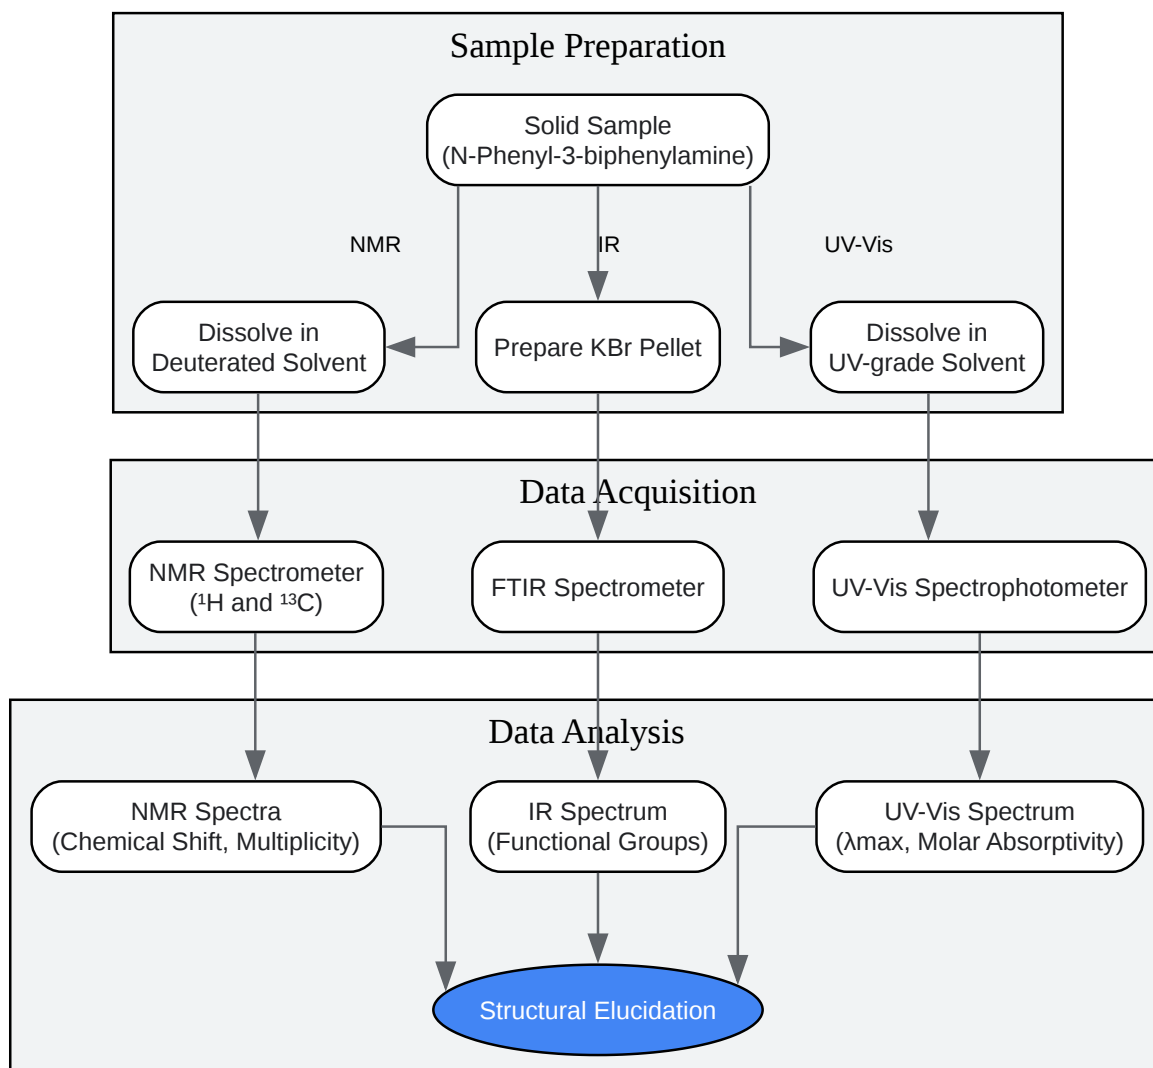 Sample Preparation
Solid Sample
(N-Phenyl-3-biphenylamine)
NMR
IR
UV-Vis
Dissolve in
Deuterated Solvent
Prepare KBr Pellet
Dissolve in
UV-grade Solvent
Data Acquisition
NMR Spectrometer
(¹H and ¹³C)
FTIR Spectrometer
UV-Vis Spectrophotometer
Data Analysis
NMR Spectra
(Chemical Shift, Multiplicity)
IR Spectrum
(Functional Groups)
UV-Vis Spectrum
(λmax, Molar Absorptivity)
Structural Elucidation